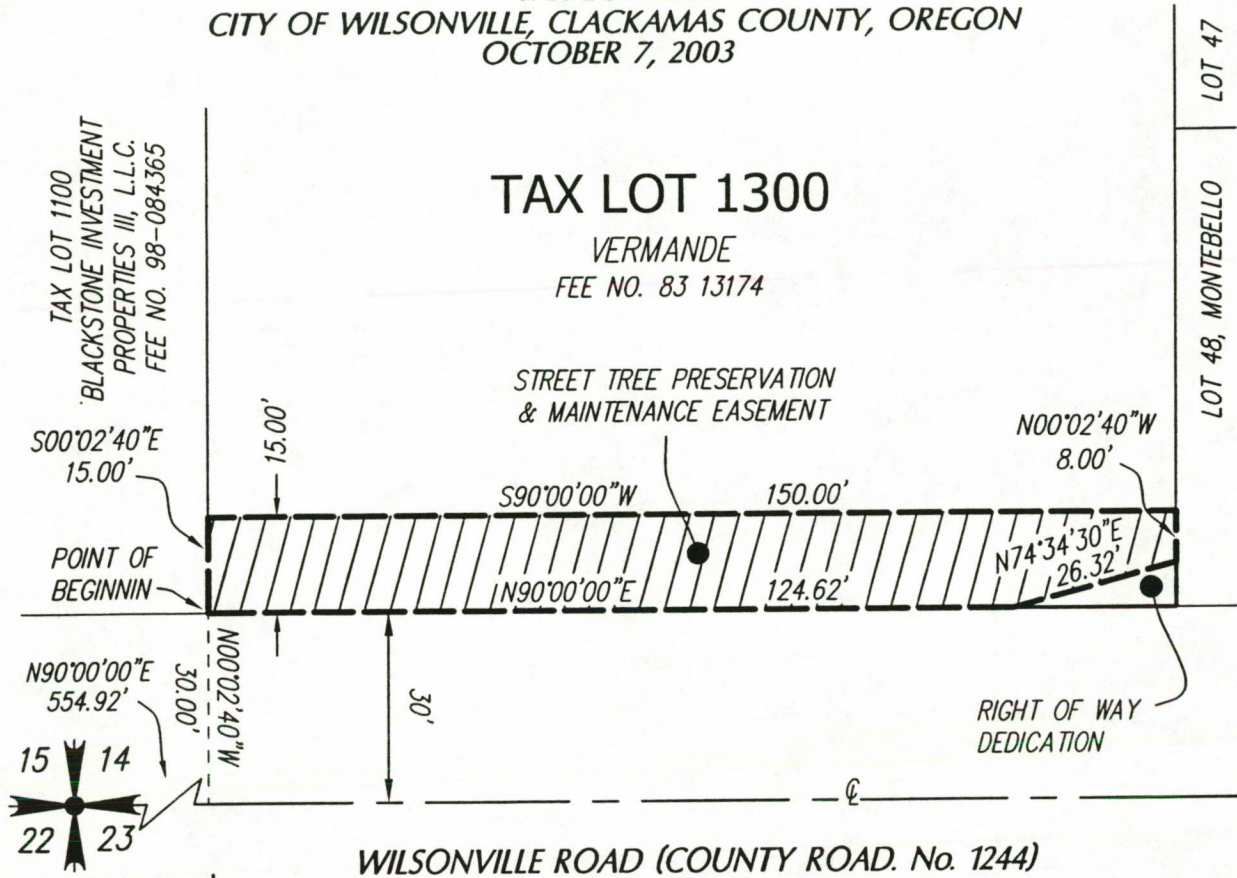 CITY OF WILSONVILLE, CLACKAMAS COUNTY, OREGON
OCTOBER 7, 2003
LOT 47
LOT 48, MONTEBELLO
TAX LOT 1100
BLACKSTONE INVESTMENT
PROPERTIES III, L.L.C.
FEE NO. 98-084365
TAX LOT 1300
VERMANDE
FEE NO. 83 13174
STREET TREE PRESERVATION
& MAINTENANCE EASEMENT
S00°02'40"E
15.00'
15.00'
N00°02'40"W
8.00'
S90°00'00"W 150.00'
POINT OF
BEGINNIN
N90°00'00"E 124.62'
N74°34'30"E
26.32'
N90°00'00"E
554.92'
N00°02'40"W
30.00'
30'
RIGHT OF WAY
DEDICATION
15 14
22 23
℄
WILSONVILLE ROAD (COUNTY ROAD. No. 1244)